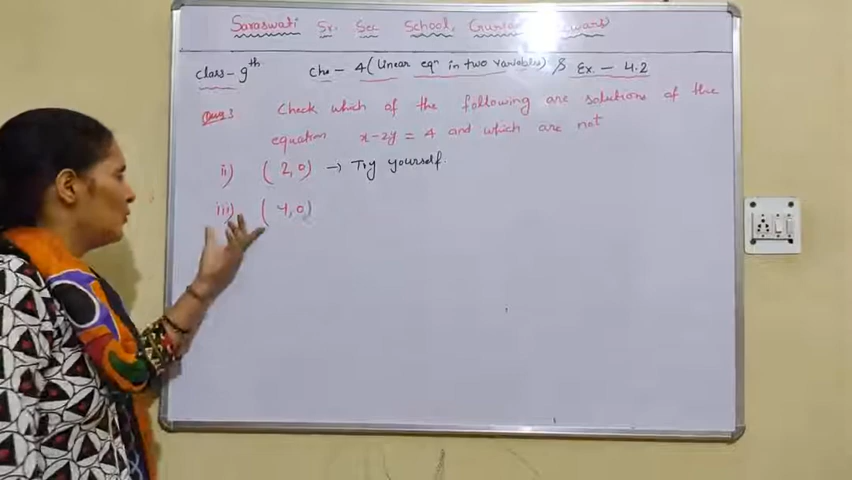 Saraswati Sr. Sec School,
Class - 9th Ch:- 4 (Linear eqn in two variables) & Ex. - 4.2
Ques 3 Check which of the following are solutions of the
equation x-2y = 4 and which are not
ii) (2,0) → Try yourself.
iii) (4,0)